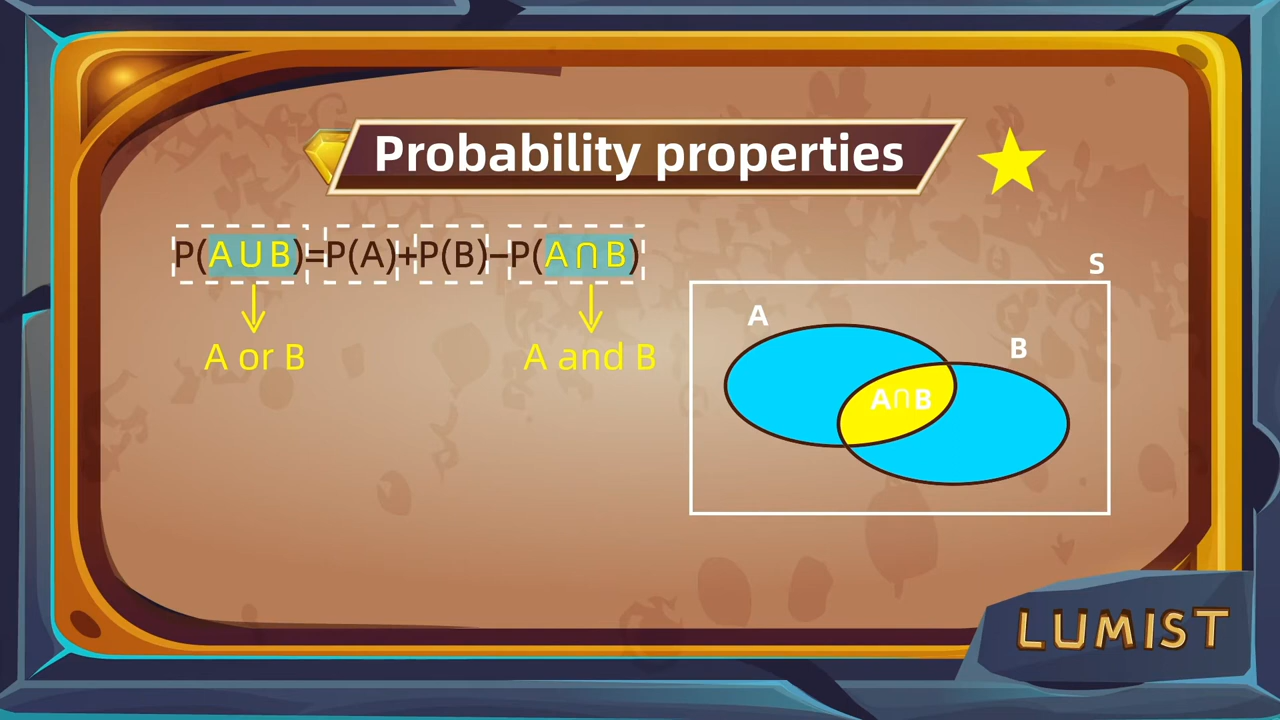 Probability properties
P(A∪B)=P(A)+P(B)−P(A∩B)
A or B
A and B
S
A
B
A∩B
LUMIST